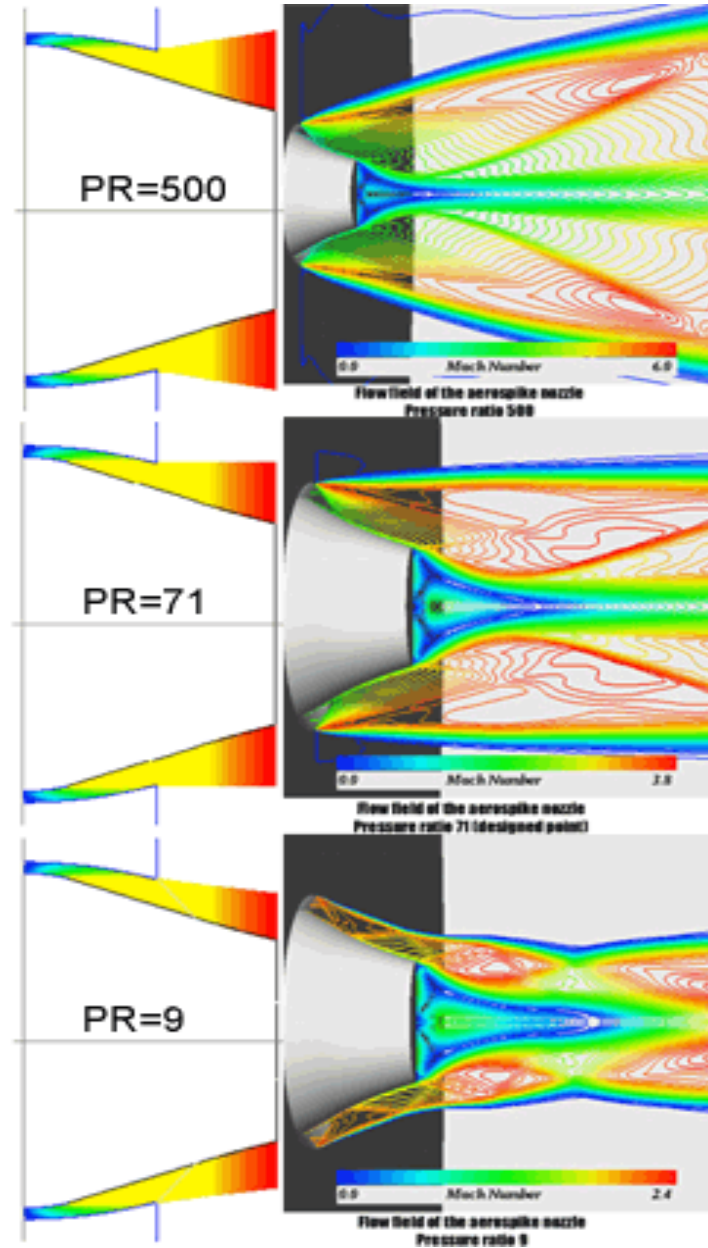 PR=500
0.0 Mach Number 6.0
Flow field of the aerospike nozzle
Pressure ratio 500
PR=71
0.0 Mach Number 3.8
Flow field of the aerospike nozzle
Pressure ratio 71 (designed point)
PR=9
0.0 Mach Number 2.4
Flow field of the aerospike nozzle
Pressure ratio 9